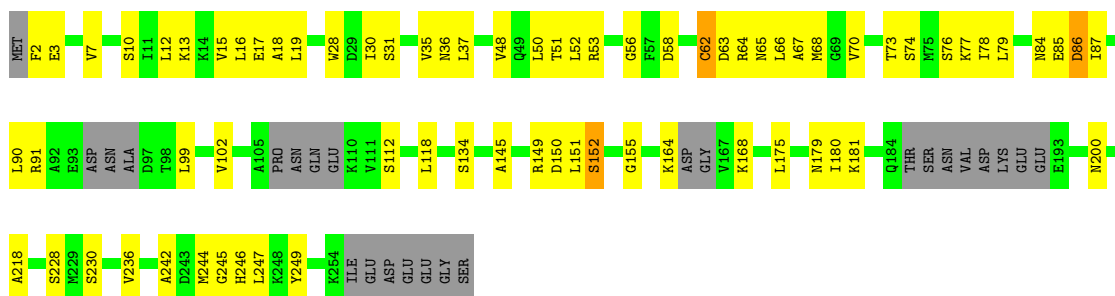 MET F2 E3 V7 S10 I11 L12 K13 K14 V15 L16 E17 A18 L19 W28 D29 I30 S31 V35 N36 L37 V48 Q49 L50 T51 L52 R53 G56 F57 D58 C62 D63 R64 N65 L66 A67 M68 G69 V70 T73 S74 M75 S76 K77 I78 L79 N84 E85 D86 I87
L90 R91 A92 E93 ASP ASN ALA D97 T98 L99 V102 A105 PRO ASN GLN GLU K110 V111 S112 L118 S134 A145 R149 D150 L151 S152 G155 K164 ASP GLY V167 K168 L175 N179 I180 K181 Q184 THR SER ASN VAL ASP LYS GLU GLU E193 N200
A218 S228 M229 S230 V236 A242 D243 M244 G245 H246 L247 K248 Y249 K254 ILE GLU ASP GLU GLU GLY SER